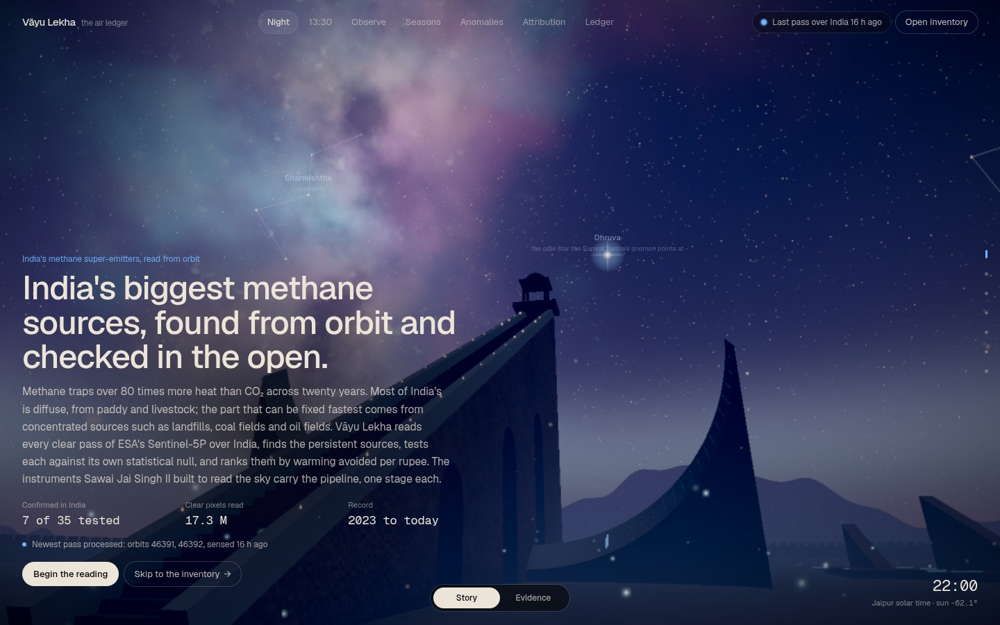 Vāyu Lekha the air ledger
Night 13:30 Observe Seasons Anomalies Attribution Ledger
Last pass over India 16 h ago
Open inventory
Sharmishtha
Cassiopeia
Dhruva
the pole star the Samrat Yantra's gnomon points at
India's methane super-emitters, read from orbit
India's biggest methane
sources, found from orbit and
checked in the open.
Methane traps over 80 times more heat than CO₂ across twenty years. Most of India's
is diffuse, from paddy and livestock; the part that can be fixed fastest comes from
concentrated sources such as landfills, coal fields and oil fields. Vāyu Lekha reads
every clear pass of ESA's Sentinel-5P over India, finds the persistent sources, tests
each against its own statistical null, and ranks them by warming avoided per rupee. The
instruments Sawai Jai Singh II built to read the sky carry the pipeline, one stage each.
Confirmed in India
7 of 35 tested
Clear pixels read
17.3 M
Record
2023 to today
Newest pass processed: orbits 46391, 46392, sensed 16 h ago
Begin the reading
Skip to the inventory →
Story
Evidence
22:00
Jaipur solar time · sun -62.1°